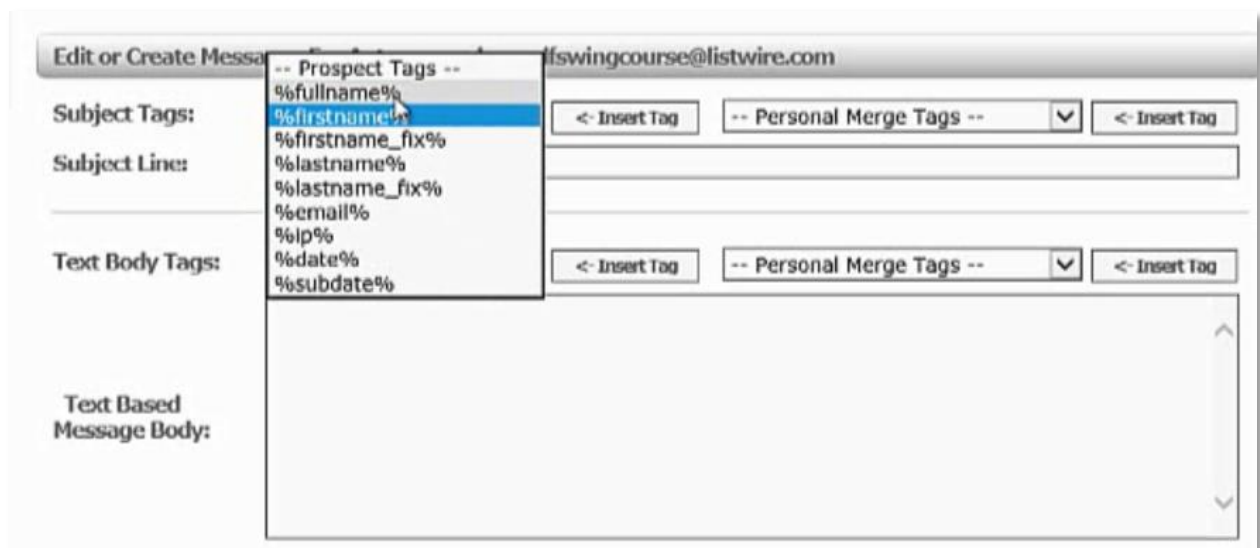 Edit or Create Messa lfswingcourse@listwire.com
-- Prospect Tags --
%fullname%
Subject Tags: %firstname% <- Insert Tag -- Personal Merge Tags -- <- Insert Tag
%firstname_fix%
Subject Line: %lastname%
%lastname_fix%
%email%
%ip%
Text Body Tags: %date% <- Insert Tag -- Personal Merge Tags -- <- Insert Tag
%subdate%
Text Based
Message Body: